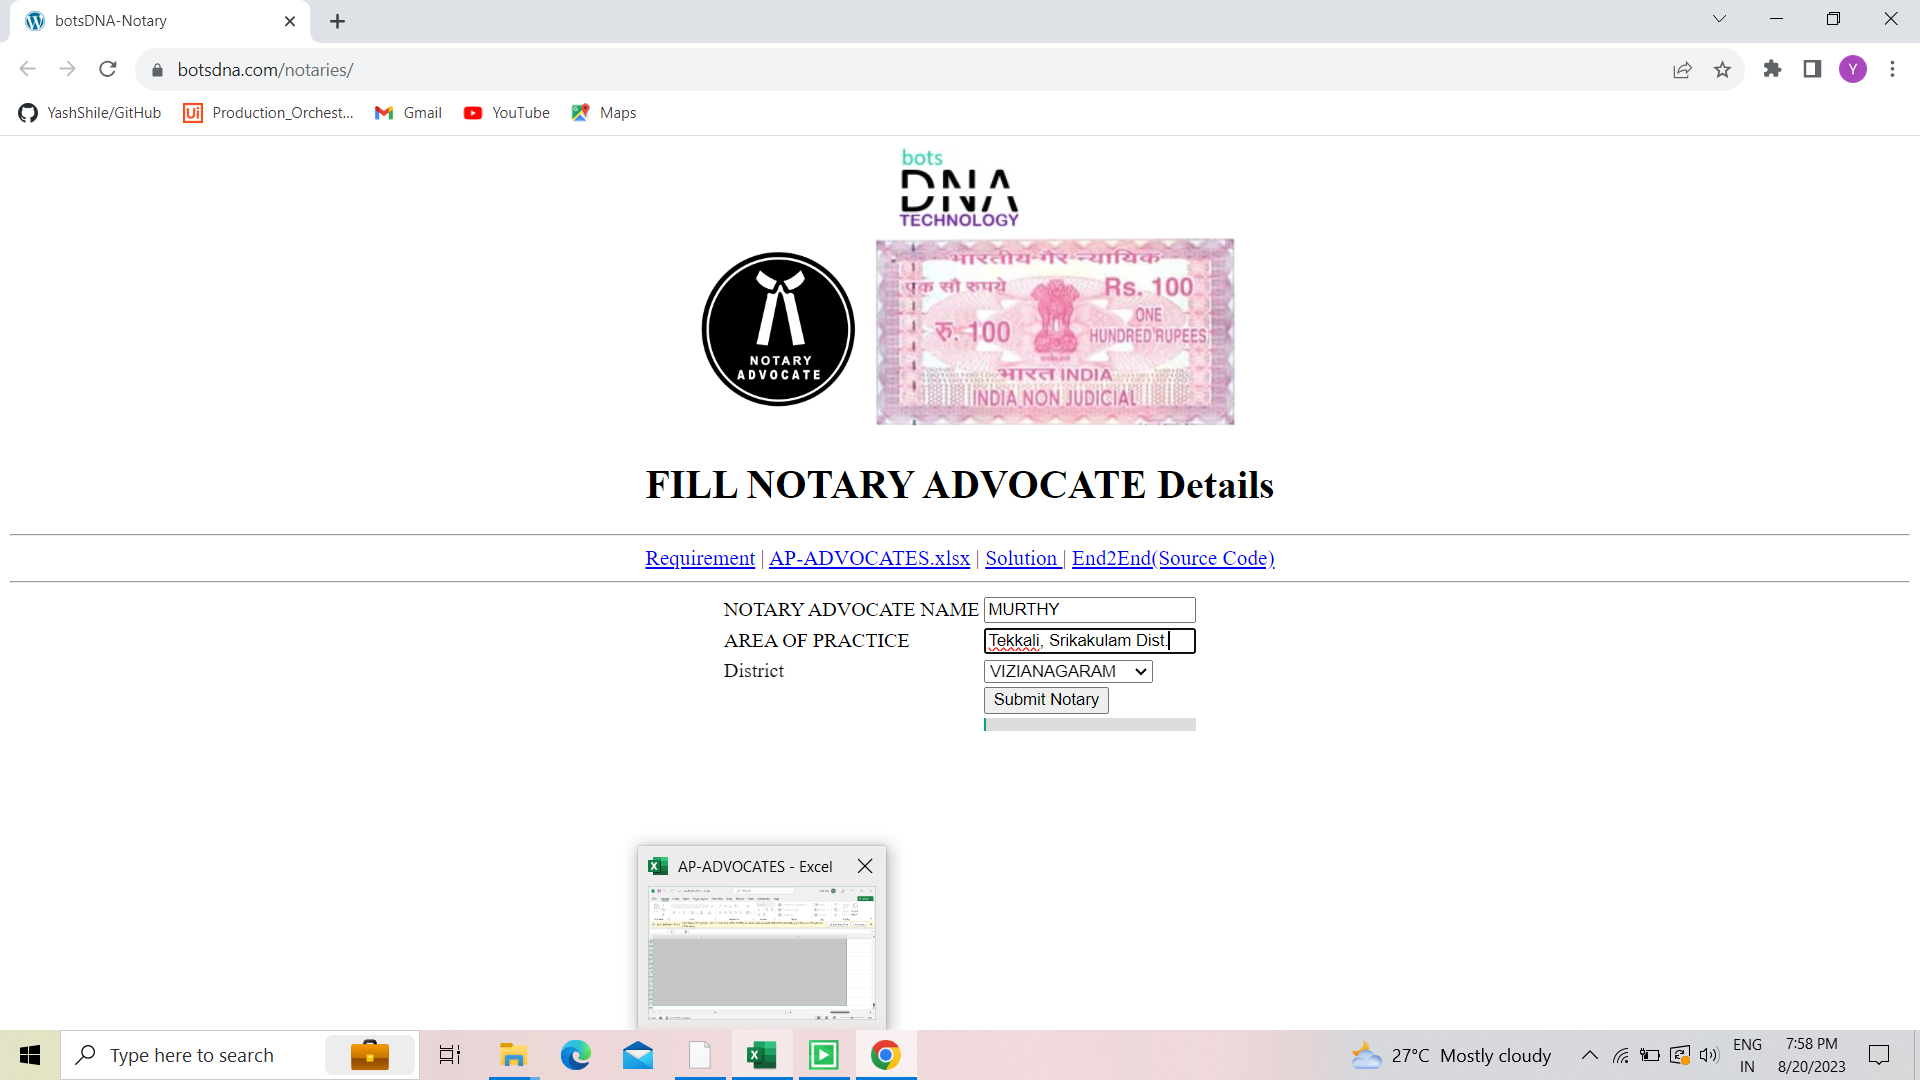 botsDNA-Notary
botsdna.com/notaries/
YashShile/GitHub
Ui Production_Orchest...
Gmail
YouTube
Maps
Y
bots
DNA
TECHNOLOGY
NOTARY
ADVOCATE
भारतीय-गैर-न्यायिक
एक सौ रुपये
Rs. 100
रु. 100
ONE
HUNDRED RUPEES
भारत INDIA
INDIA NON JUDICIAL
FILL NOTARY ADVOCATE Details
Requirement | AP-ADVOCATES.xlsx | Solution | End2End(Source Code)
NOTARY ADVOCATE NAME MURTHY
AREA OF PRACTICE Tekkali, Srikakulam Dist.
District VIZIANAGARAM
Submit Notary
AP-ADVOCATES - Excel
Type here to search
27°C Mostly cloudy
ENG
IN
7:58 PM
8/20/2023